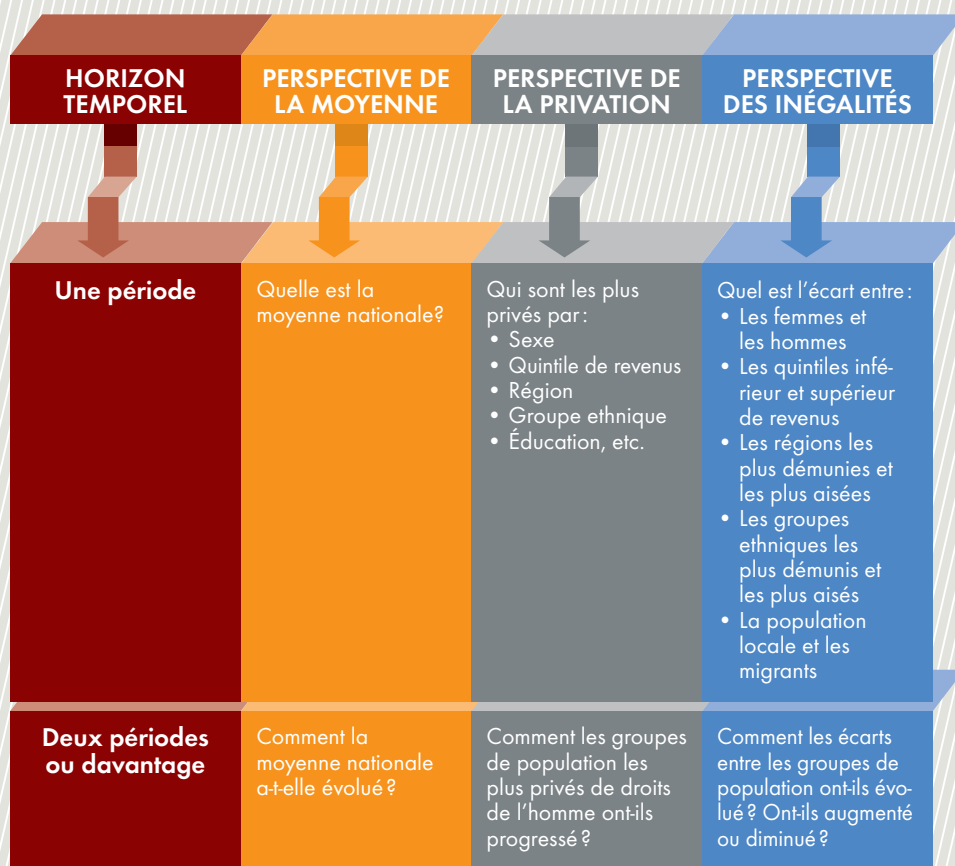 HORIZON
TEMPOREL
PERSPECTIVE DE
LA MOYENNE
PERSPECTIVE DE
LA PRIVATION
PERSPECTIVE
DES INÉGALITÉS
Une période
Quelle est la
moyenne nationale?
Qui sont les plus
privés par :
• Sexe
• Quintile de revenus
• Région
• Groupe ethnique
• Éducation, etc.
Quel est l’écart entre :
• Les femmes et
les hommes
• Les quintiles infé-
rieur et supérieur
de revenus
• Les régions les
plus démunies et
les plus aisées
• Les groupes
ethniques les
plus démunis et
les plus aisés
• La population
locale et les
migrants
Deux périodes
ou davantage
Comment la
moyenne nationale
a-t-elle évolué ?
Comment les groupes
de population les
plus privés de droits
de l’homme ont-ils
progressé ?
Comment les écarts
entre les groupes de
population ont-ils évo-
lué ? Ont-ils augmenté
ou diminué ?